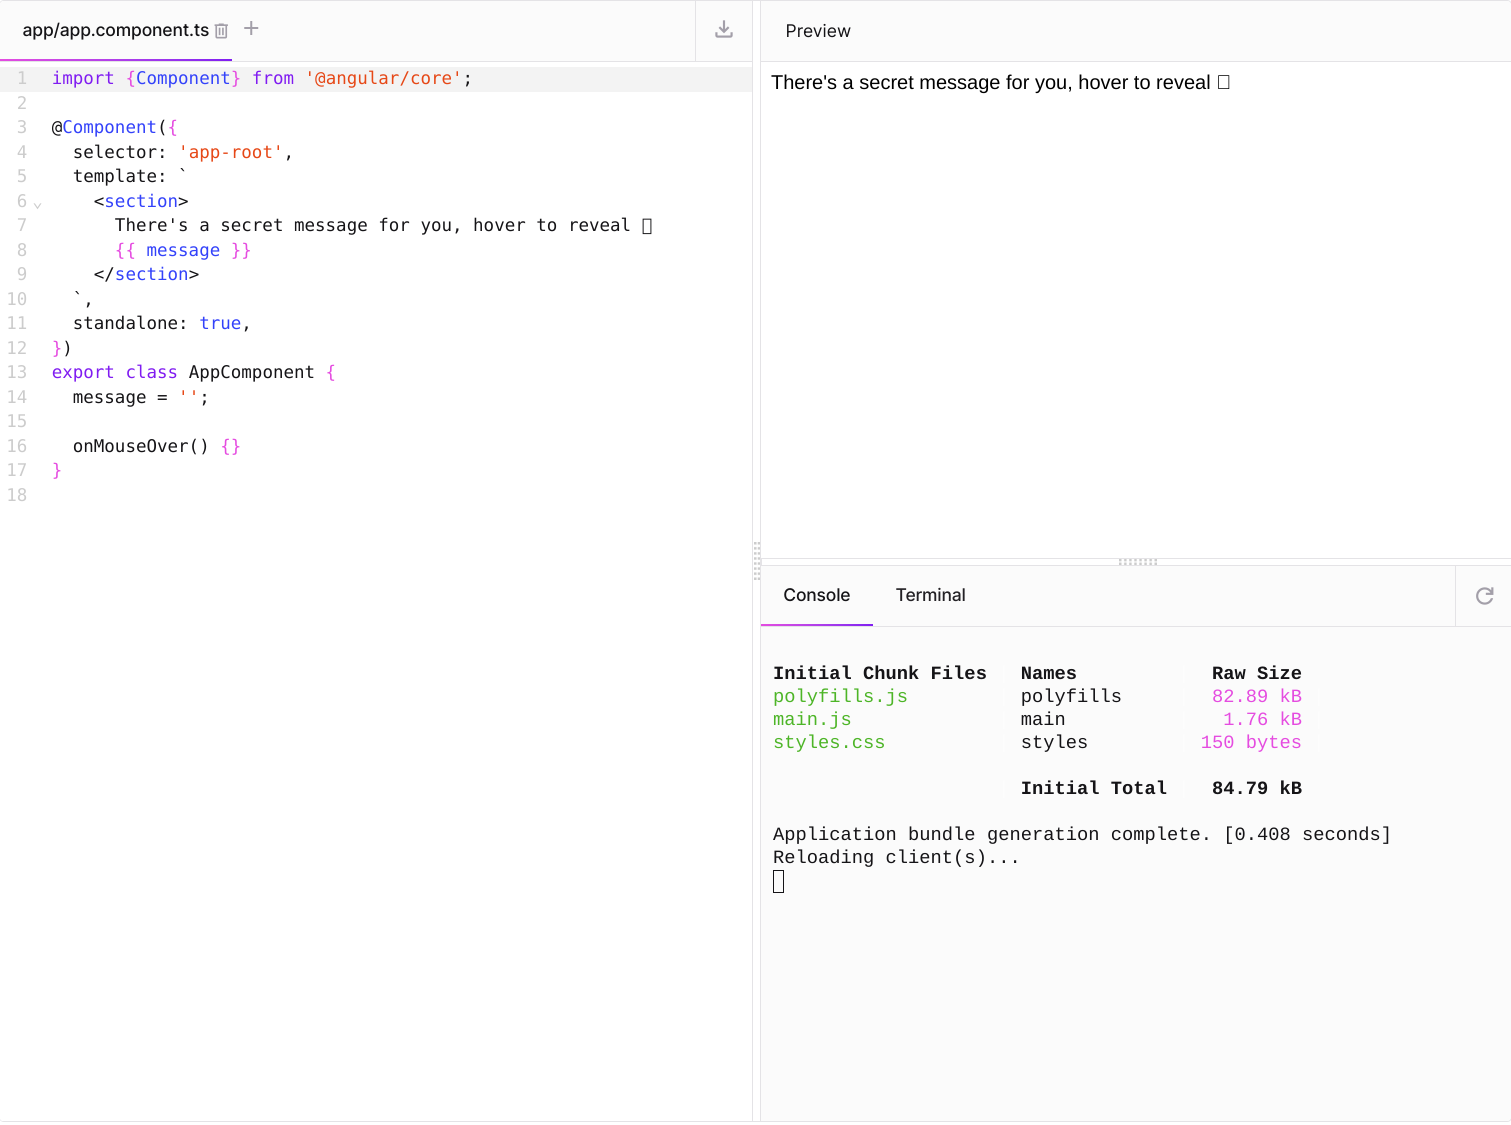 app/app.component.ts
1 import {Component} from '@angular/core';
2
3 @Component({
4   selector: 'app-root',
5   template: `
6     <section>
7       There's a secret message for you, hover to reveal
8       {{ message }}
9     </section>
10   `,
11   standalone: true,
12 })
13 export class AppComponent {
14   message = '';
15
16   onMouseOver() {}
17 }
18
Preview
There's a secret message for you, hover to reveal
Console Terminal
Initial Chunk Files Names Raw Size
polyfills.js polyfills 82.89 kB
main.js main 1.76 kB
styles.css styles 150 bytes
Initial Total 84.79 kB
Application bundle generation complete. [0.408 seconds]
Reloading client(s)...